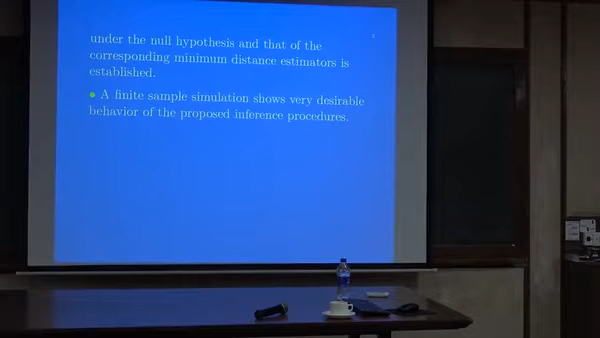 under the null hypothesis and that of the
corresponding minimum distance estimators is
established.
• A finite sample simulation shows very desirable
behavior of the proposed inference procedures.